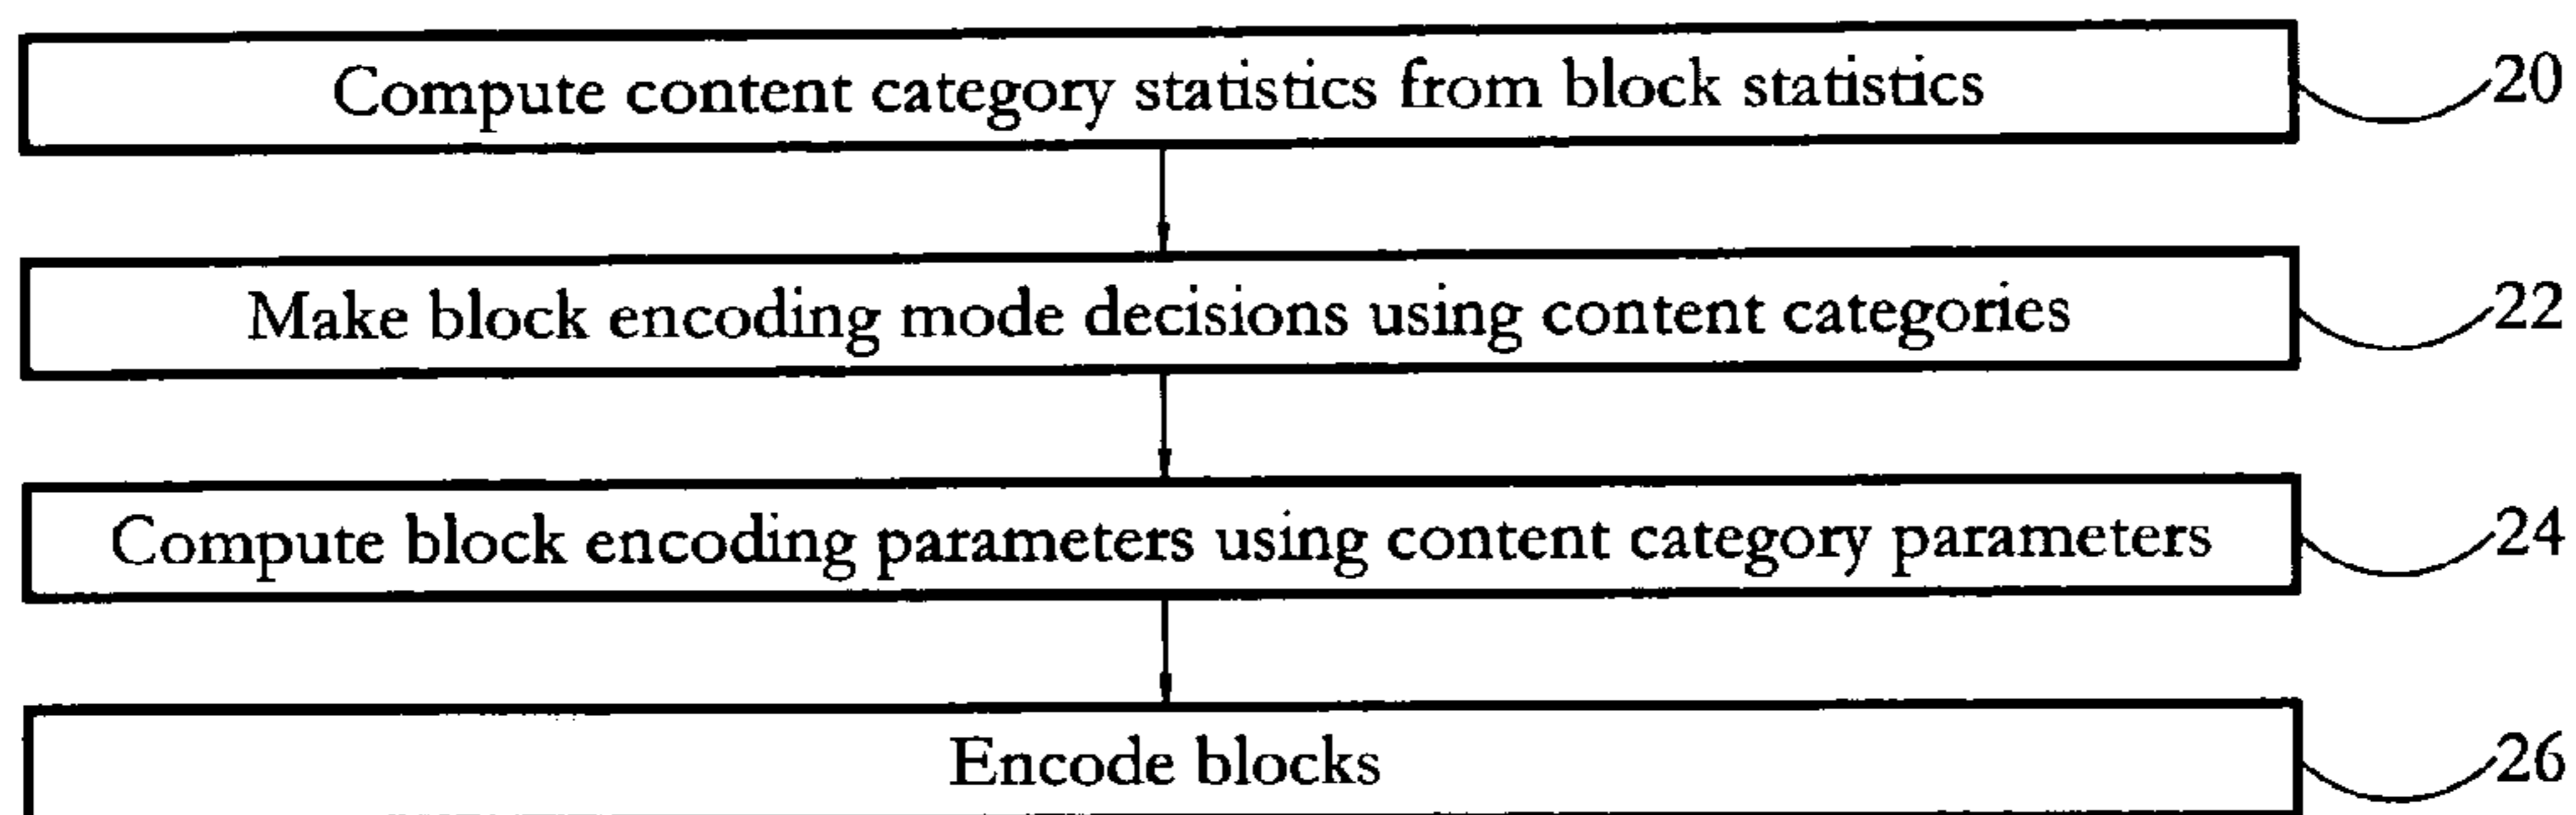 Compute content category statistics from block statistics 20
Make block encoding mode decisions using content categories 22
Compute block encoding parameters using content category parameters 24
Encode blocks 26